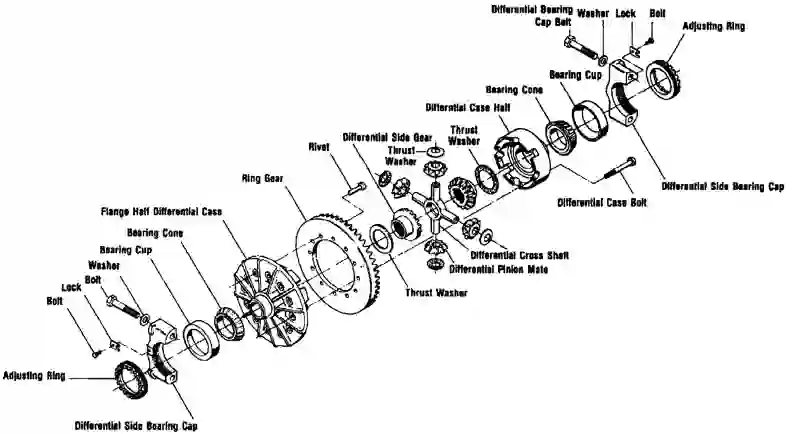 Differential Bearing
Cap Bolt
Washer
Lock
Bolt
Adjusting Ring
Bearing Cup
Bearing Cone
Differential Case Half
Thrust
Washer
Differential Side Gear
Thrust
Washer
Rivet
Ring Gear
Differential Side Bearing Cap
Differential Case Bolt
Flange Half Differential Case
Bearing Cone
Bearing Cup
Washer
Bolt
Lock
Bolt
Differential Cross Shaft
Differential Pinion Mate
Thrust Washer
Adjusting Ring
Differential Side Bearing Cap